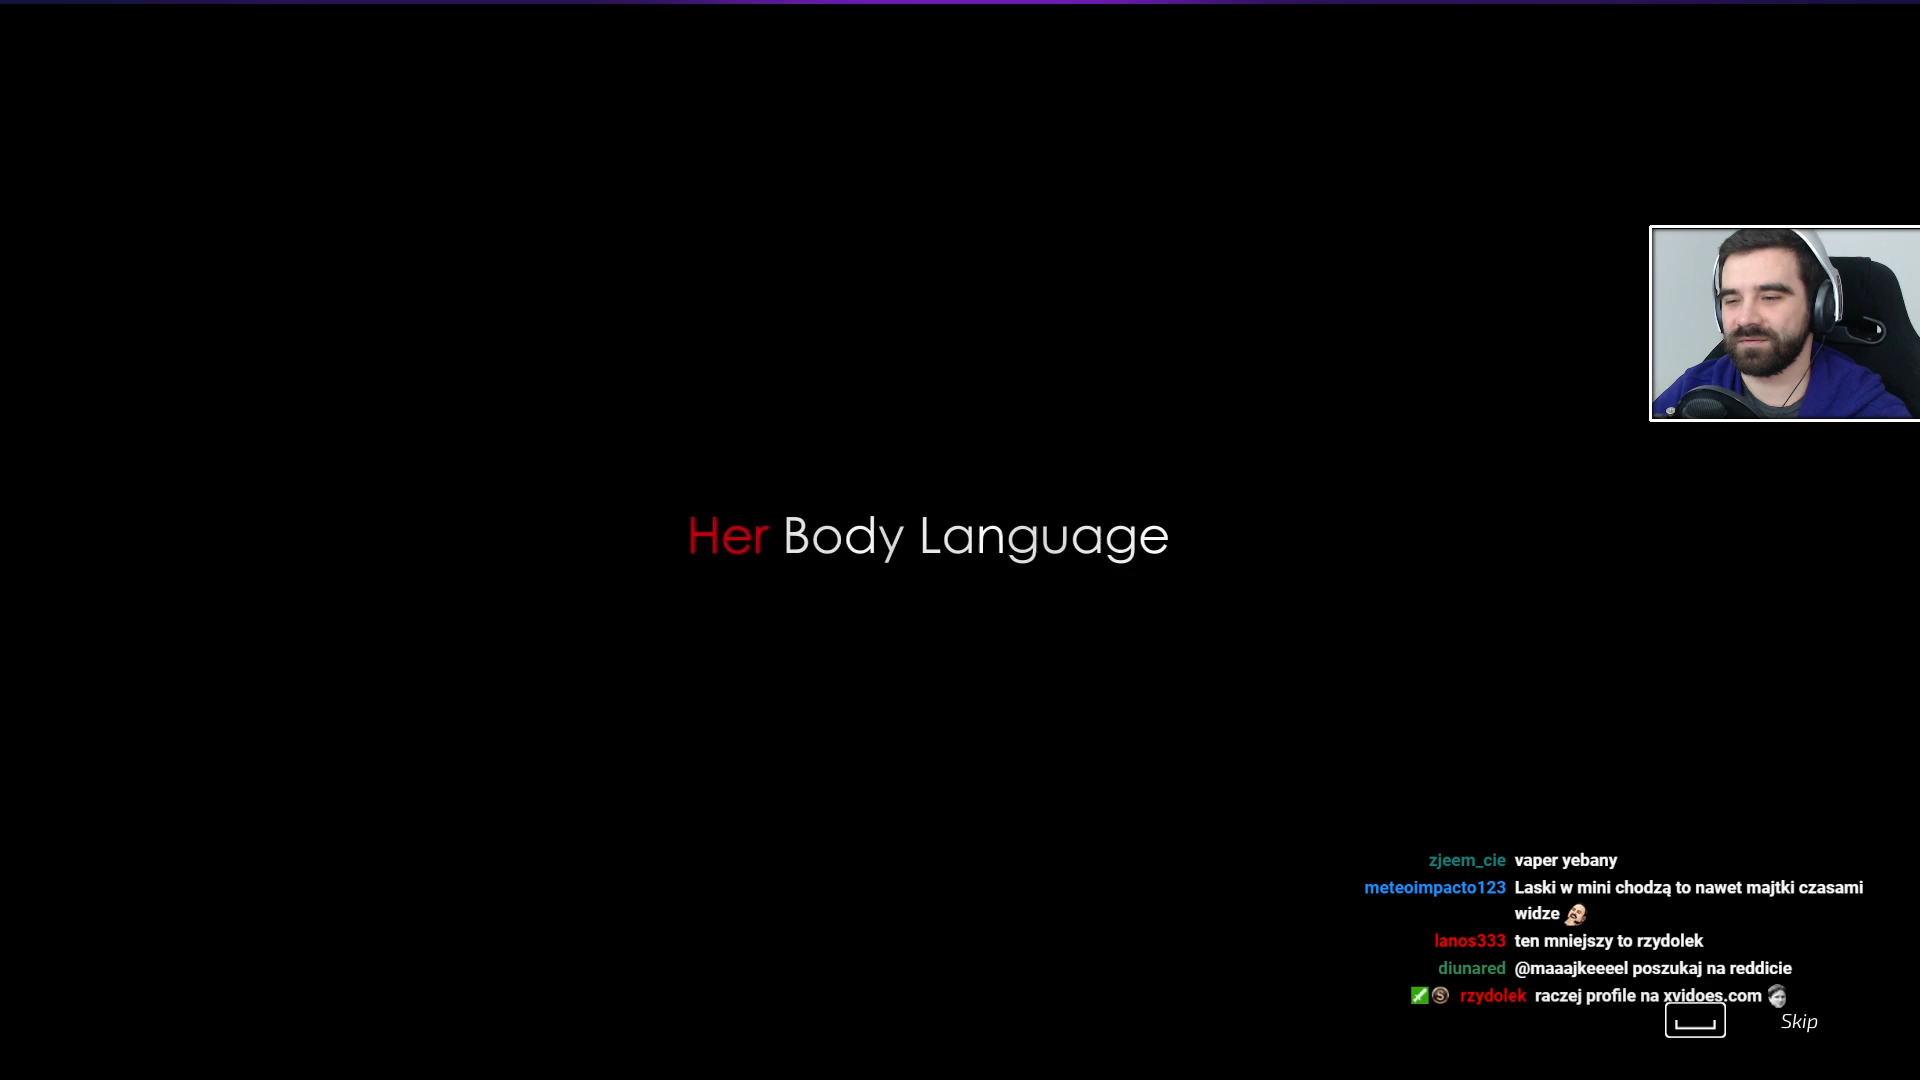 Her Body Language
zjeem_cie vaper yebany
meteoimpacto123 Laski w mini chodzą to nawet majtki czasami
widze
lanos333 ten mniejszy to rzydolek
diunared @maaajkeeeel poszukaj na reddicie
rzydolek raczej profile na xvidoes.com
Skip